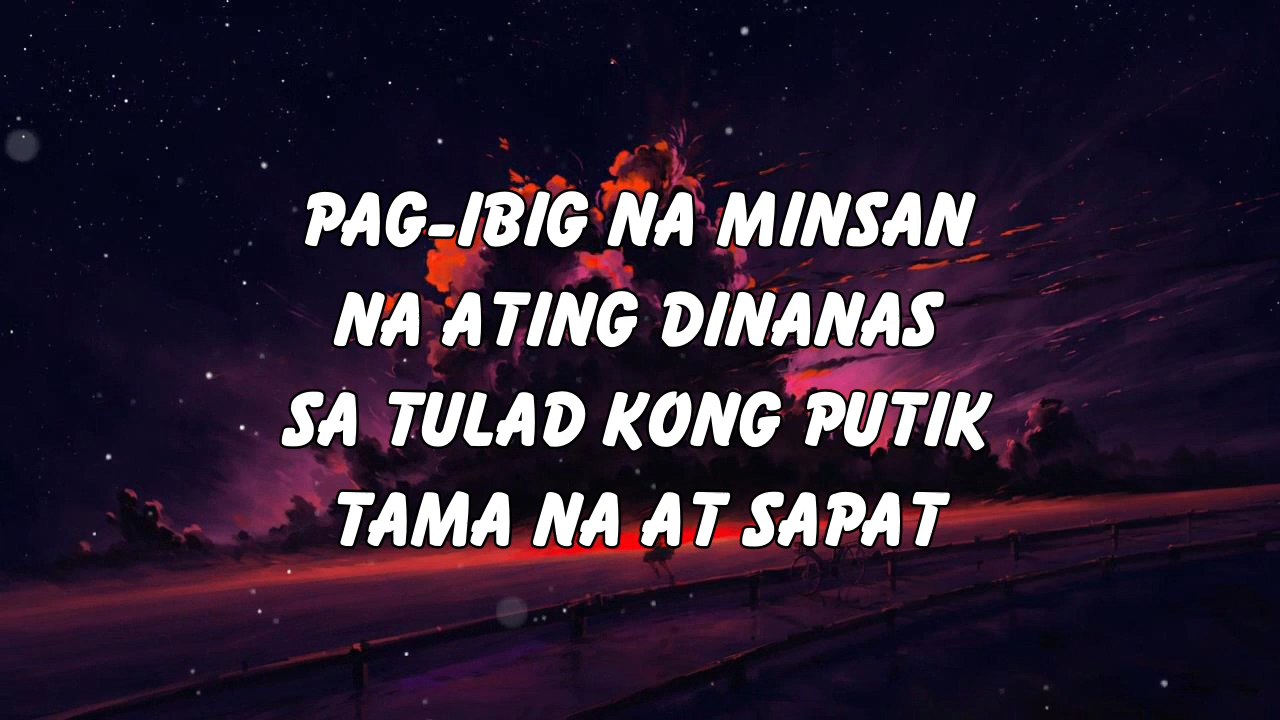 PAG-IBIG NA MINSAN
NA ATING DINANAS
SA TULAD KONG PUTIK
TAMA NA AT SAPAT